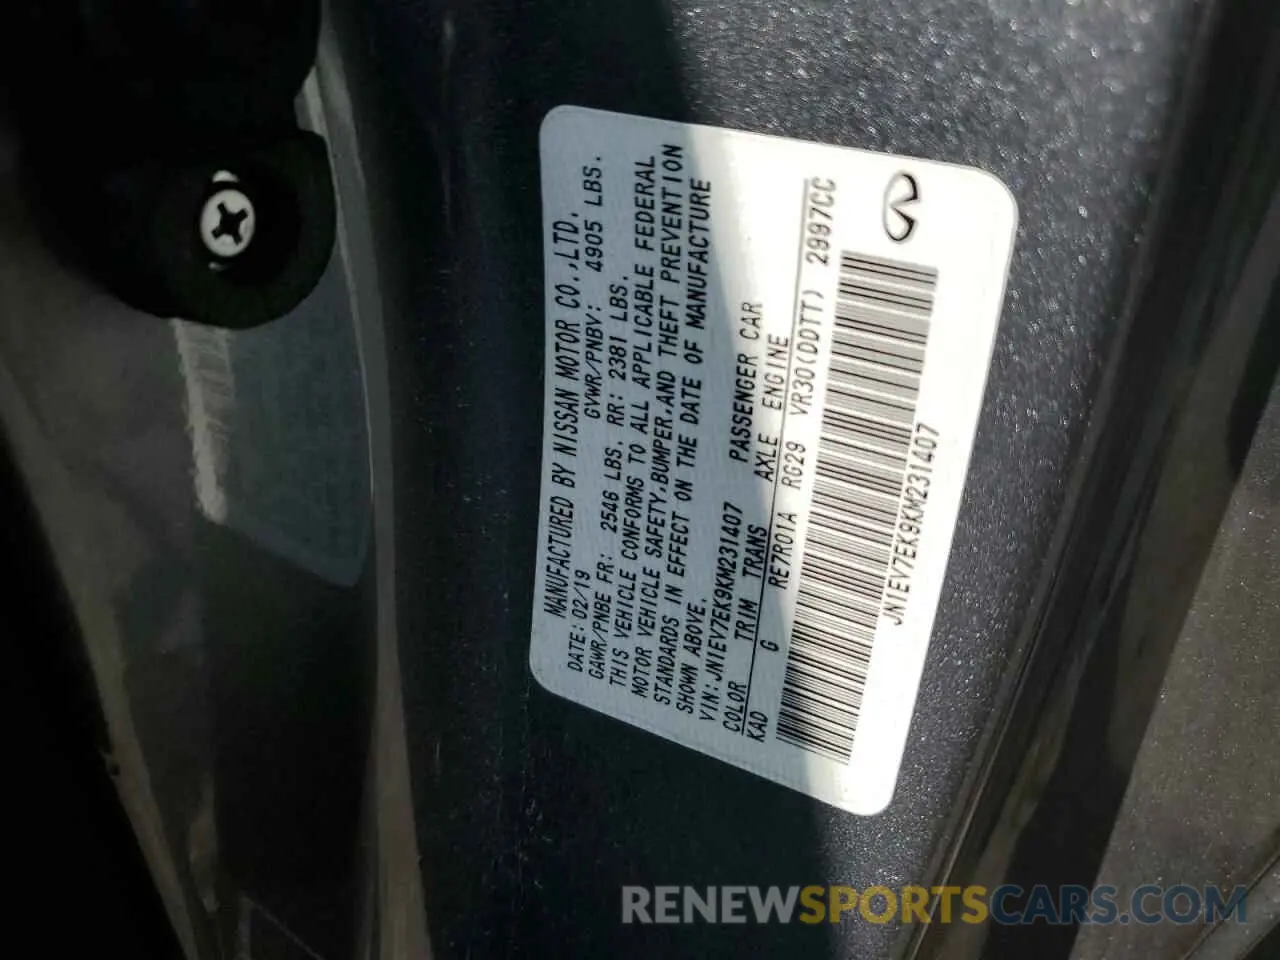 MANUFACTURED BY NISSAN MOTOR CO.,LTD.
DATE: 02/19 GVWR/PNBV: 4905 LBS.
GAWR/PNBE FR: 2546 LBS. RR: 2381 LBS.
THIS VEHICLE CONFORMS TO ALL APPLICABLE FEDERAL
MOTOR VEHICLE SAFETY,BUMPER,AND THEFT PREVENTION
STANDARDS IN EFFECT ON THE DATE OF MANUFACTURE
SHOWN ABOVE.
VIN:JN1EV7EK9KM231407 PASSENGER CAR
COLOR TRIM TRANS AXLE ENGINE
KAD G RE7R01A RG29 VR30(DDTT) 2997CC
JN1EV7EK9KM231407
RENEWSPORTSCARS.COM